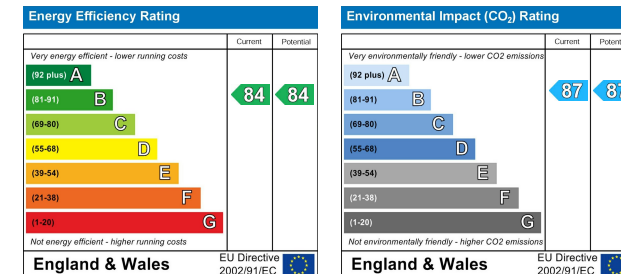 Energy Efficiency Rating
Current Potential
Very energy efficient - lower running costs
(92 plus) A
(81-91) B
84 84
(69-80) C
(55-68) D
(39-54) E
(21-38) F
(1-20) G
Not energy efficient - higher running costs
England & Wales
EU Directive
2002/91/EC
Environmental Impact (CO₂) Rating
Current Potent
Very environmentally friendly - lower CO2 emissions
(92 plus) A
(81-91) B
87 87
(69-80) C
(55-68) D
(39-54) E
(21-38) F
(1-20) G
Not environmentally friendly - higher CO2 emissions
England & Wales
EU Directive
2002/91/EC